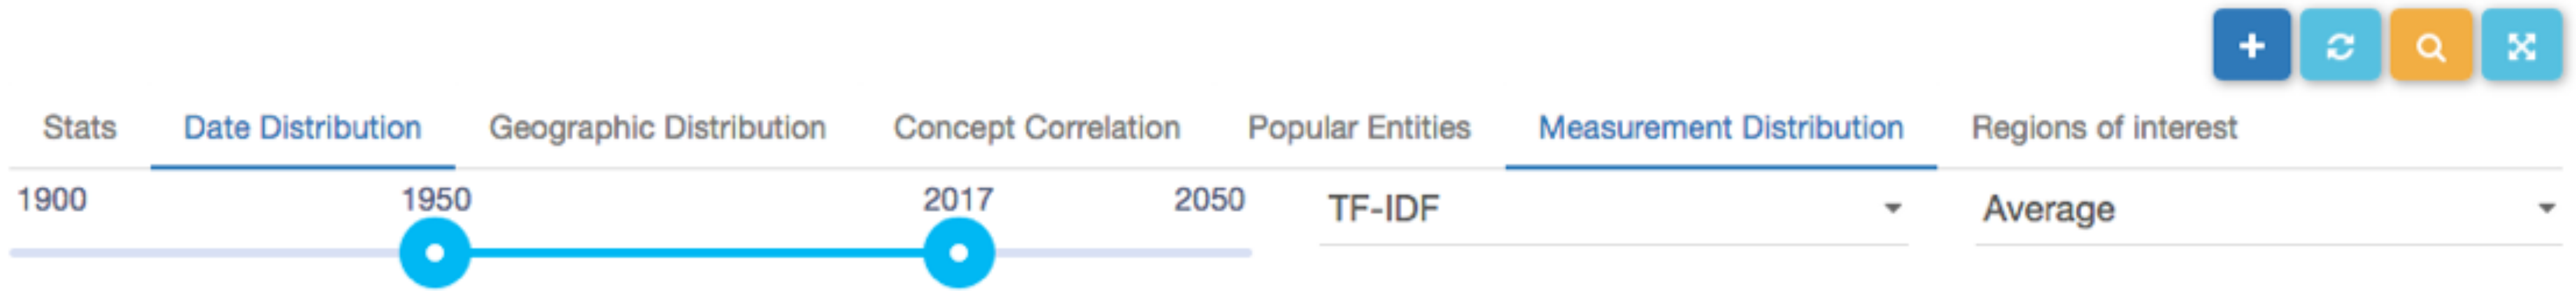 Stats Date Distribution Geographic Distribution Concept Correlation Popular Entities Measurement Distribution Regions of interest
1900 1950 2017 2050 TF-IDF Average